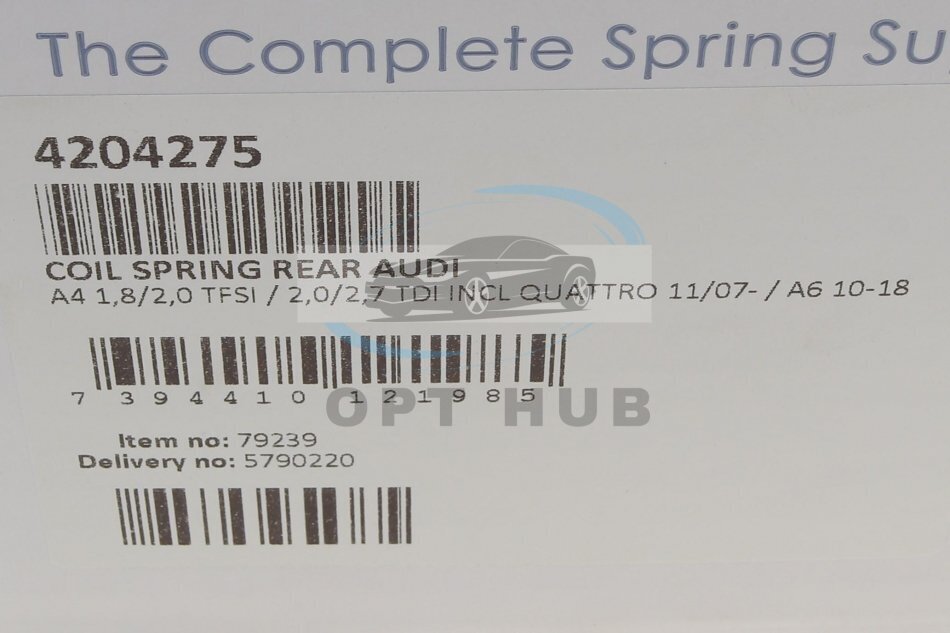 The Complete Spring Su
4204275
COIL SPRING REAR AUDI
A4 1,8/2,0 TFSI / 2,0/2,7 TDI INCL QUATTRO 11/07- / A6 10-18
7 394410 121985
OPT HUB
Item no: 79239
Delivery no: 5790220